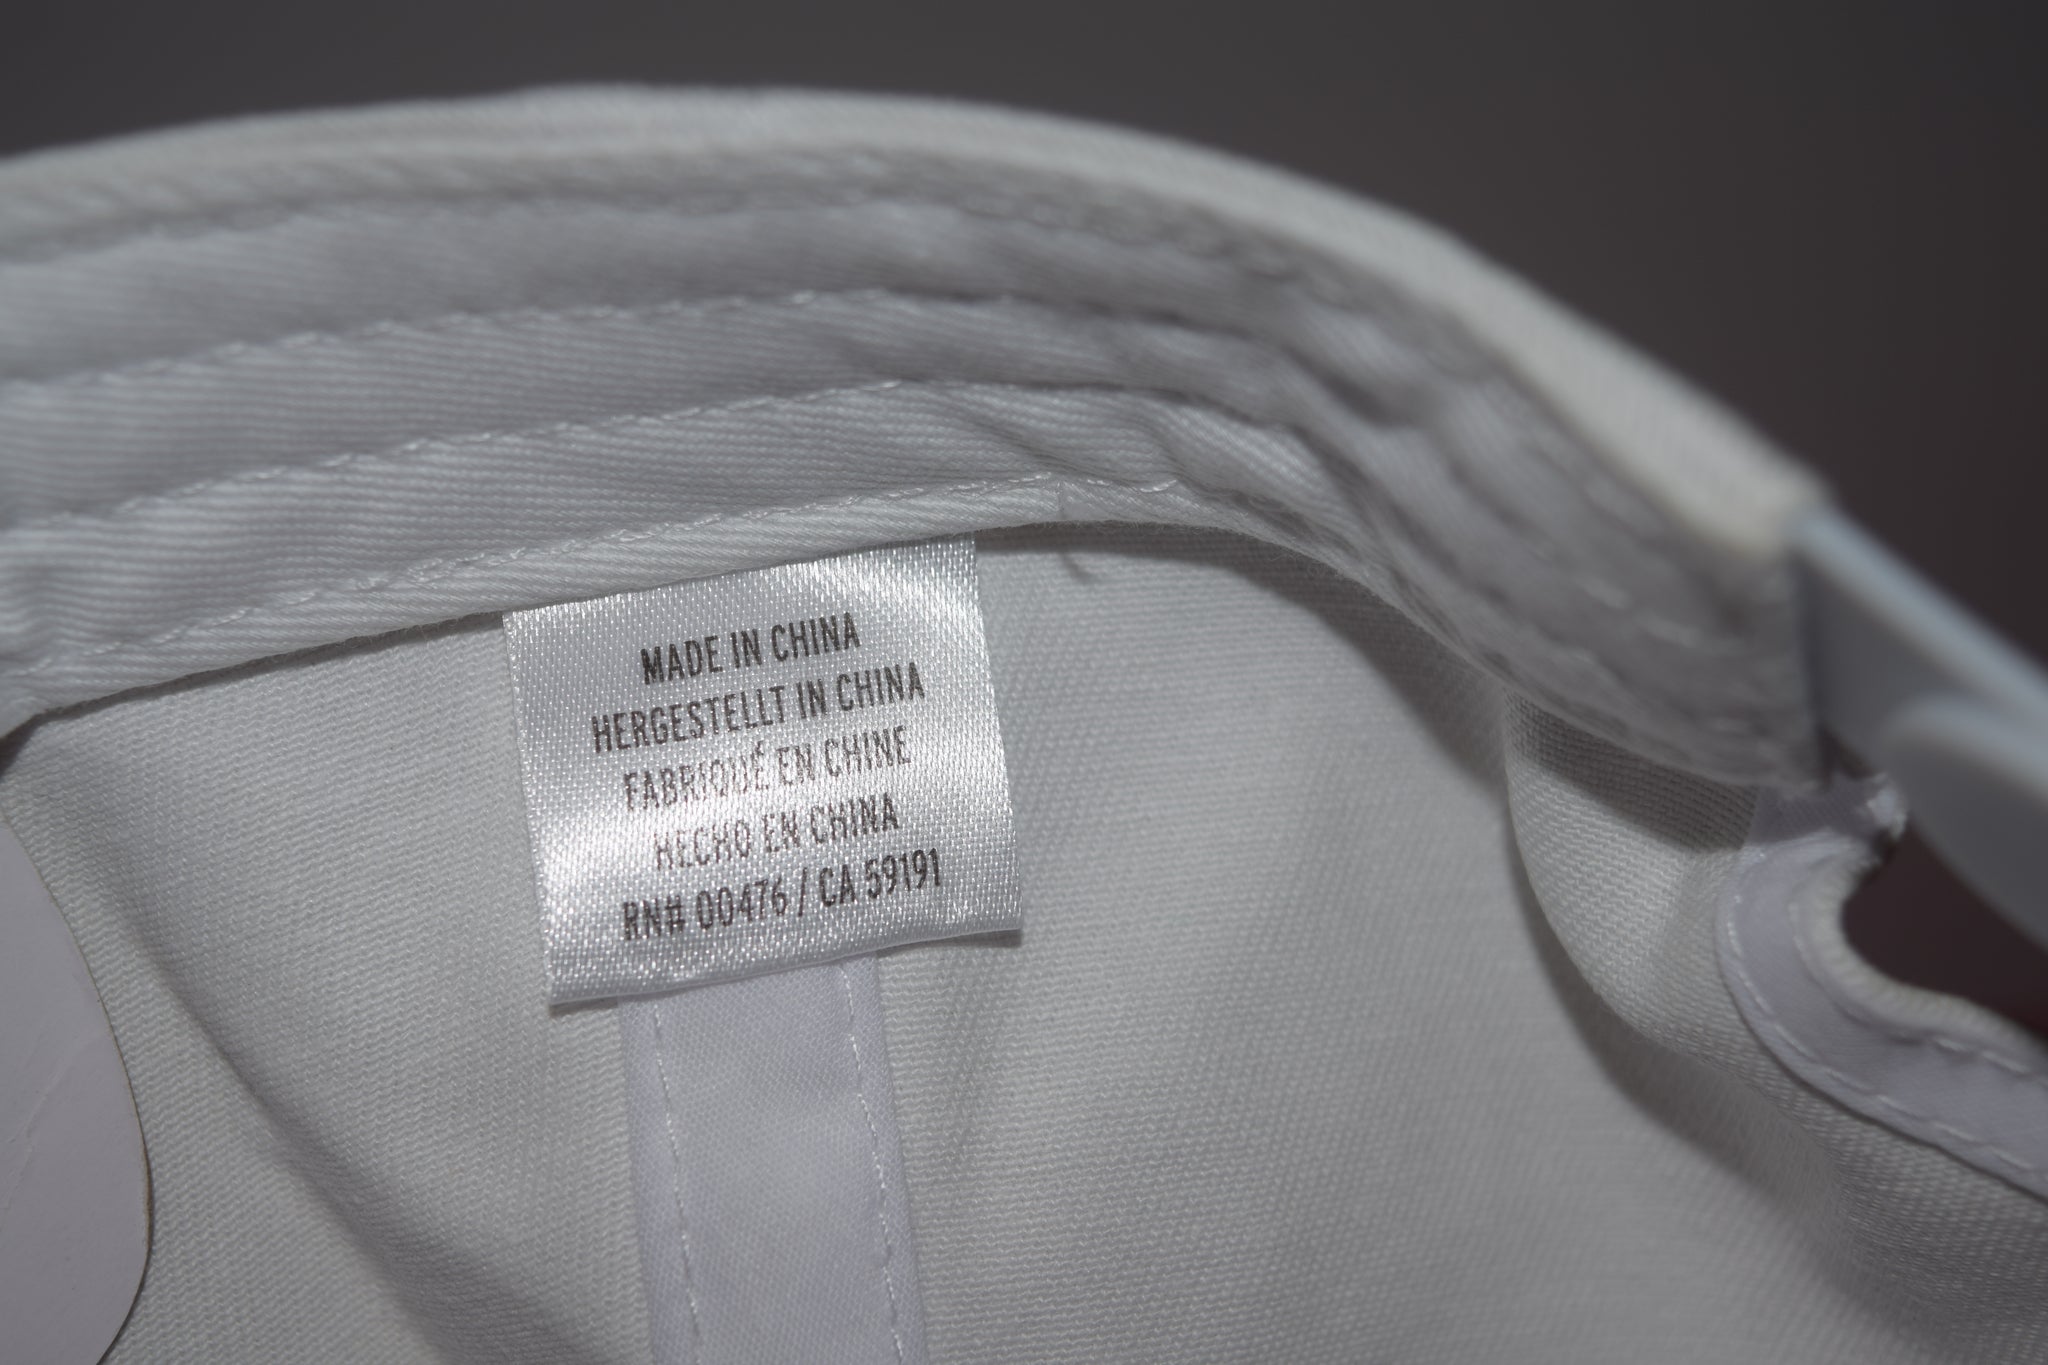 MADE IN CHINA
HERGESTELLT IN CHINA
FABRIQUÉ EN CHINE
HECHO EN CHINA
RN# 00476 / CA 59191